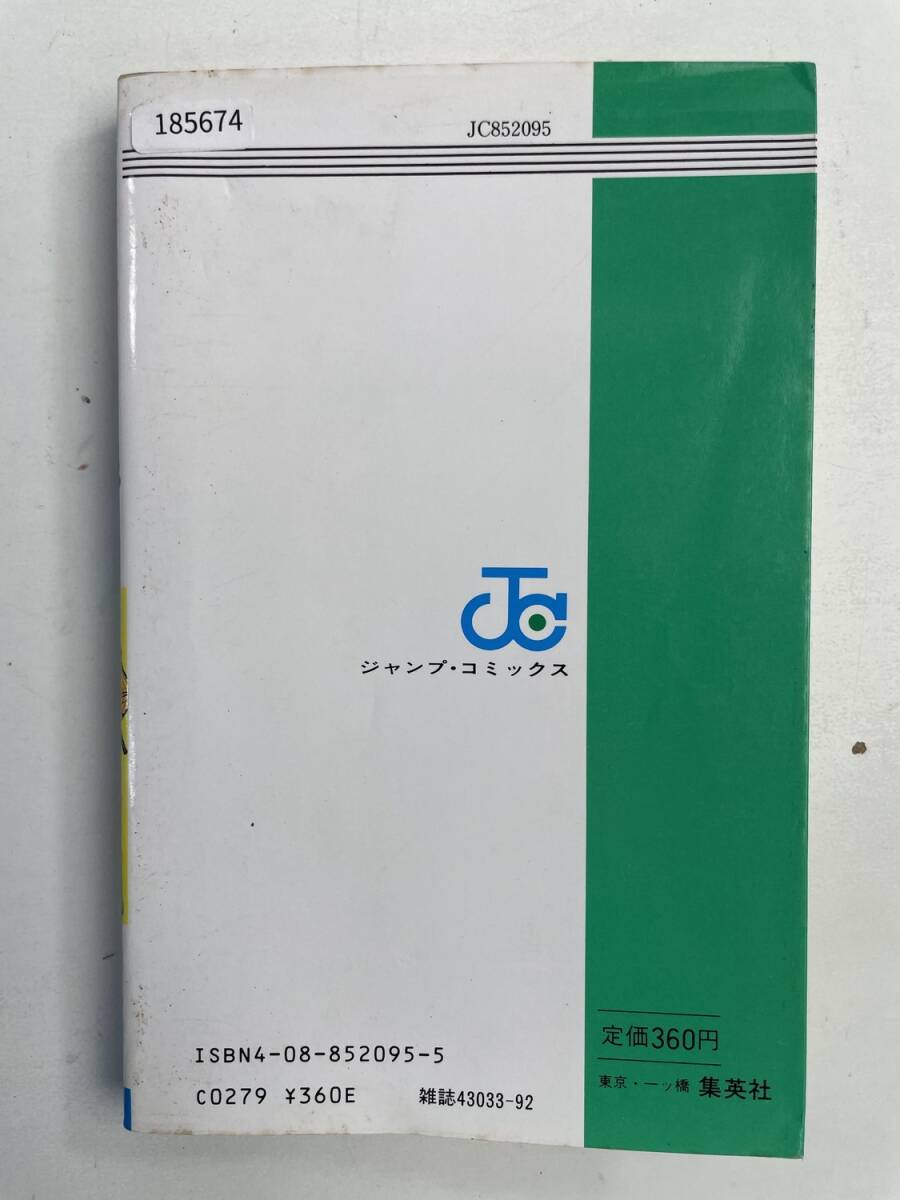 185674
JC852095
JC
ジャンプ・コミックス
定価360円
東京・一ツ橋 集英社
ISBN4-08-852095-5
C0279 ¥360E 雑誌43033-92